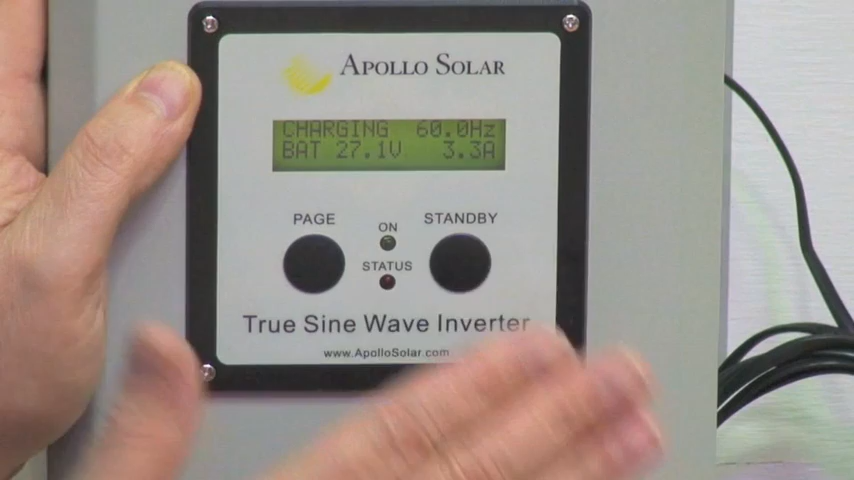 APOLLO SOLAR
CHARGING 60.0Hz
BAT 27.1V 3.3A
PAGE
ON
STANDBY
STATUS
True Sine Wave Inverter
www.ApolloSolar.com